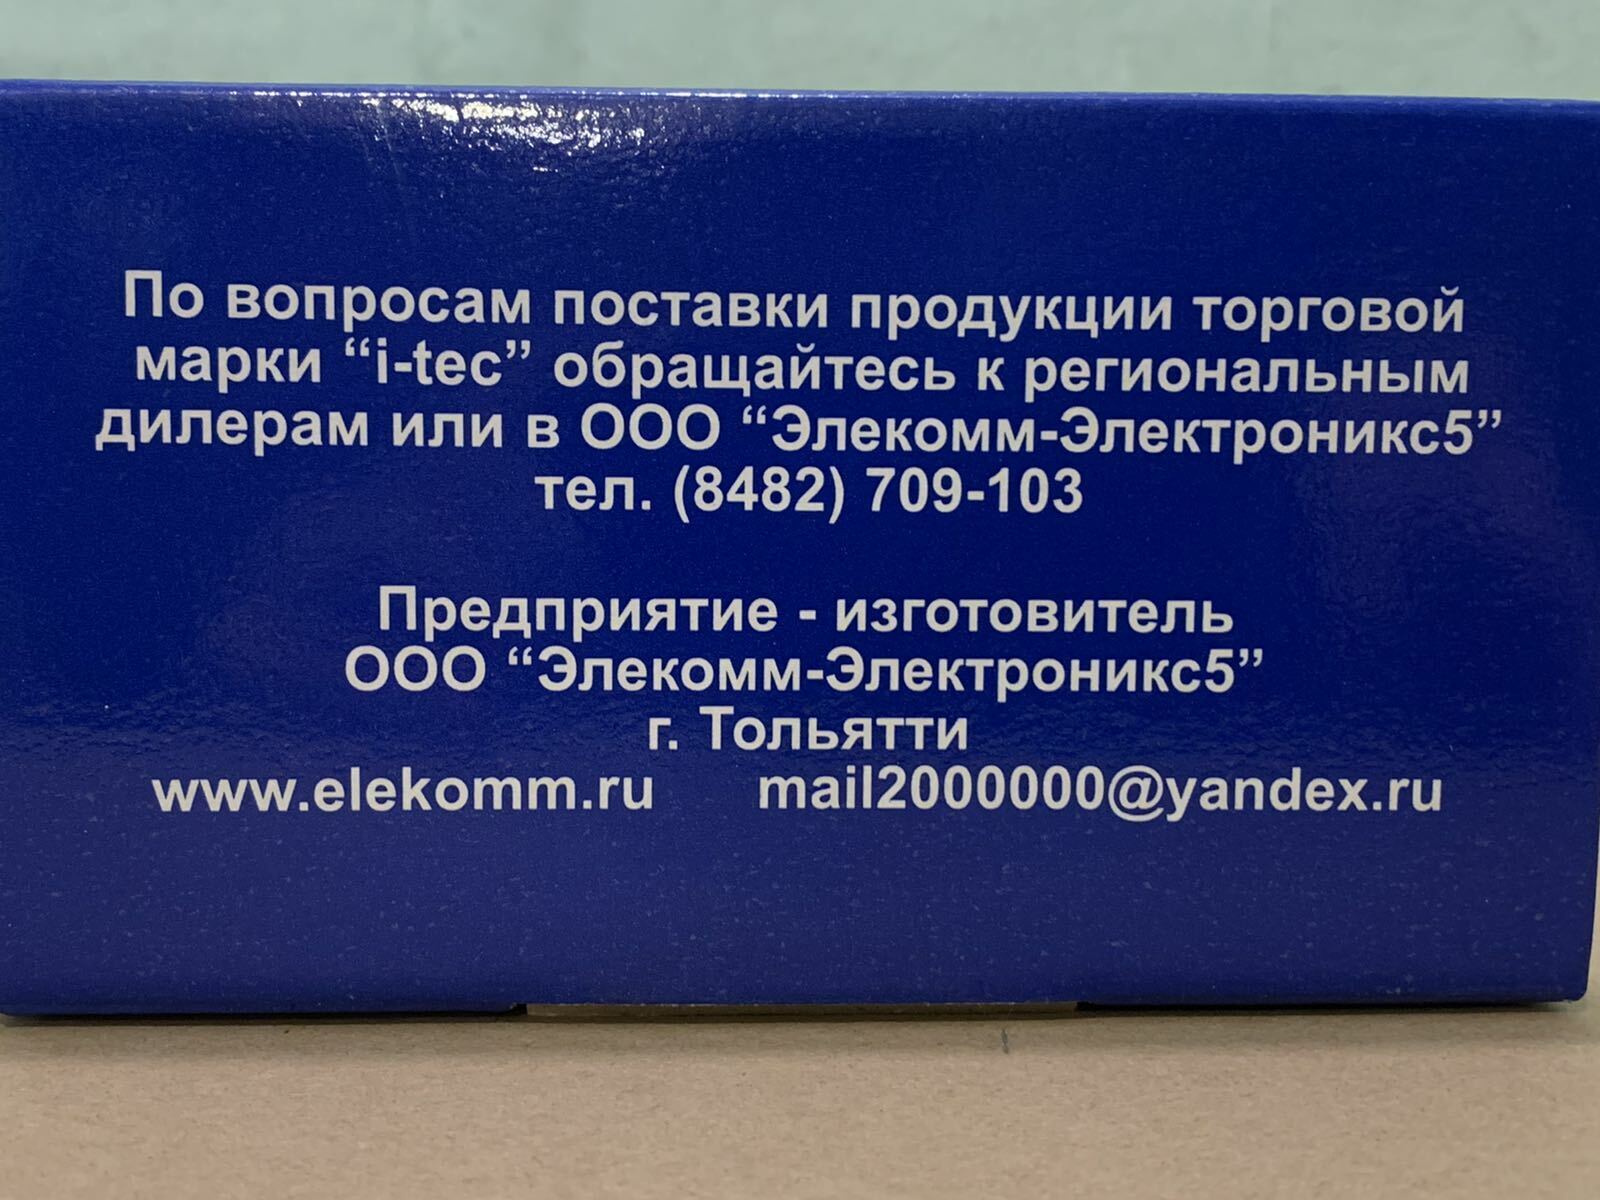 По вопросам поставки продукции торговой
марки “i-tec” обращайтесь к региональным
дилерам или в ООО “Элекомм-Электроникс5”
тел. (8482) 709-103
Предприятие - изготовитель
ООО “Элекомм-Электроникс5”
г. Тольятти
www.elekomm.ru mail2000000@yandex.ru